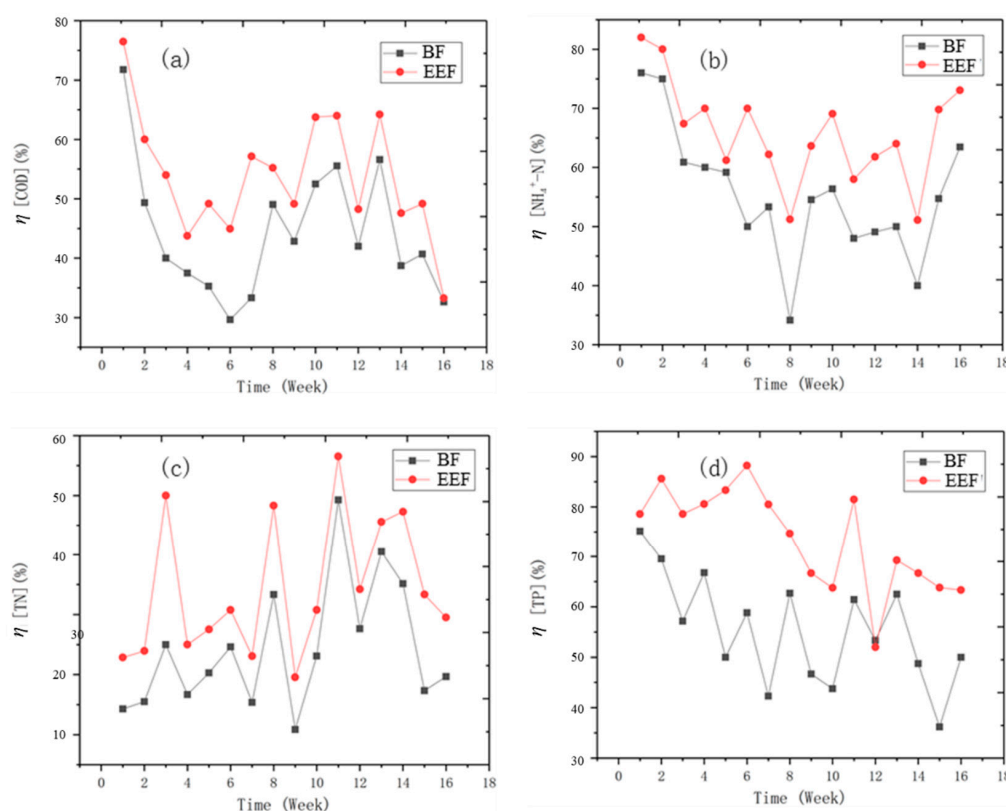 (a)
BF
EEF
η [COD](%)
80
70
60
50
40
30
0 2 4 6 8 10 12 14 16 18
Time (Week)
(b)
BF
EEF
η [NH₄⁺-N](%)
80
70
60
50
40
30
0 2 4 6 8 10 12 14 16 18
Time (Week)
(c)
BF
EEF
η [TN](%)
60
50
40
30
20
10
0 2 4 6 8 10 12 14 16 18
Time (Week)
(d)
BF
EEF
η [TP](%)
90
80
70
60
50
40
30
0 2 4 6 8 10 12 14 16 18
Time (Week)